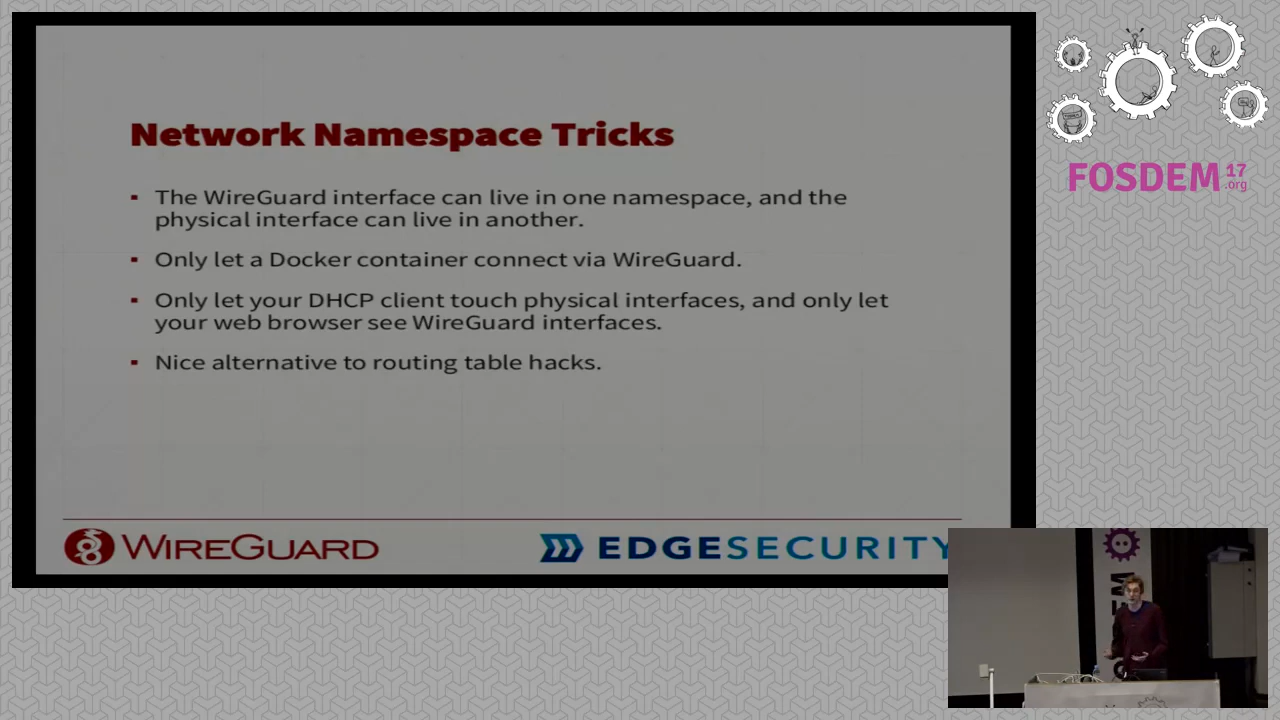 Network Namespace Tricks
The WireGuard interface can live in one namespace, and the
physical interface can live in another.
Only let a Docker container connect via WireGuard.
Only let your DHCP client touch physical interfaces, and only let
your web browser see WireGuard interfaces.
Nice alternative to routing table hacks.
WIREGUARD
EDGESECURITY
FOSDEM 17
.org